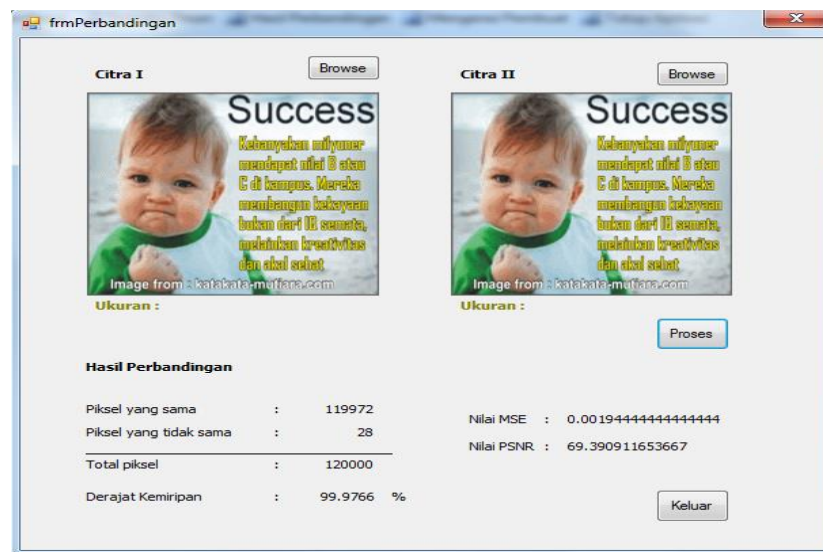 frmPerbandingan
Citra I
Browse
Citra II
Browse
Success
Kebanyakan milyuner
mendapat nilai B atau
C di kampus. Mereka
membangun kekayaan
bukan dari IQ semata,
melainkan kreativitas
dan akal sehat
Image from : katakata-mutiara.com
Success
Kebanyakan milyuner
mendapat nilai B atau
C di kampus. Mereka
membangun kekayaan
bukan dari IQ semata,
melainkan kreativitas
dan akal sehat
Image from : katakata-mutiara.com
Ukuran :
Ukuran :
Proses
Hasil Perbandingan
Piksel yang sama : 119972
Piksel yang tidak sama : 28
Total piksel : 120000
Derajat Kemiripan : 99.9766 %
Nilai MSE : 0.00194444444444444
Nilai PSNR : 69.390911653667
Keluar